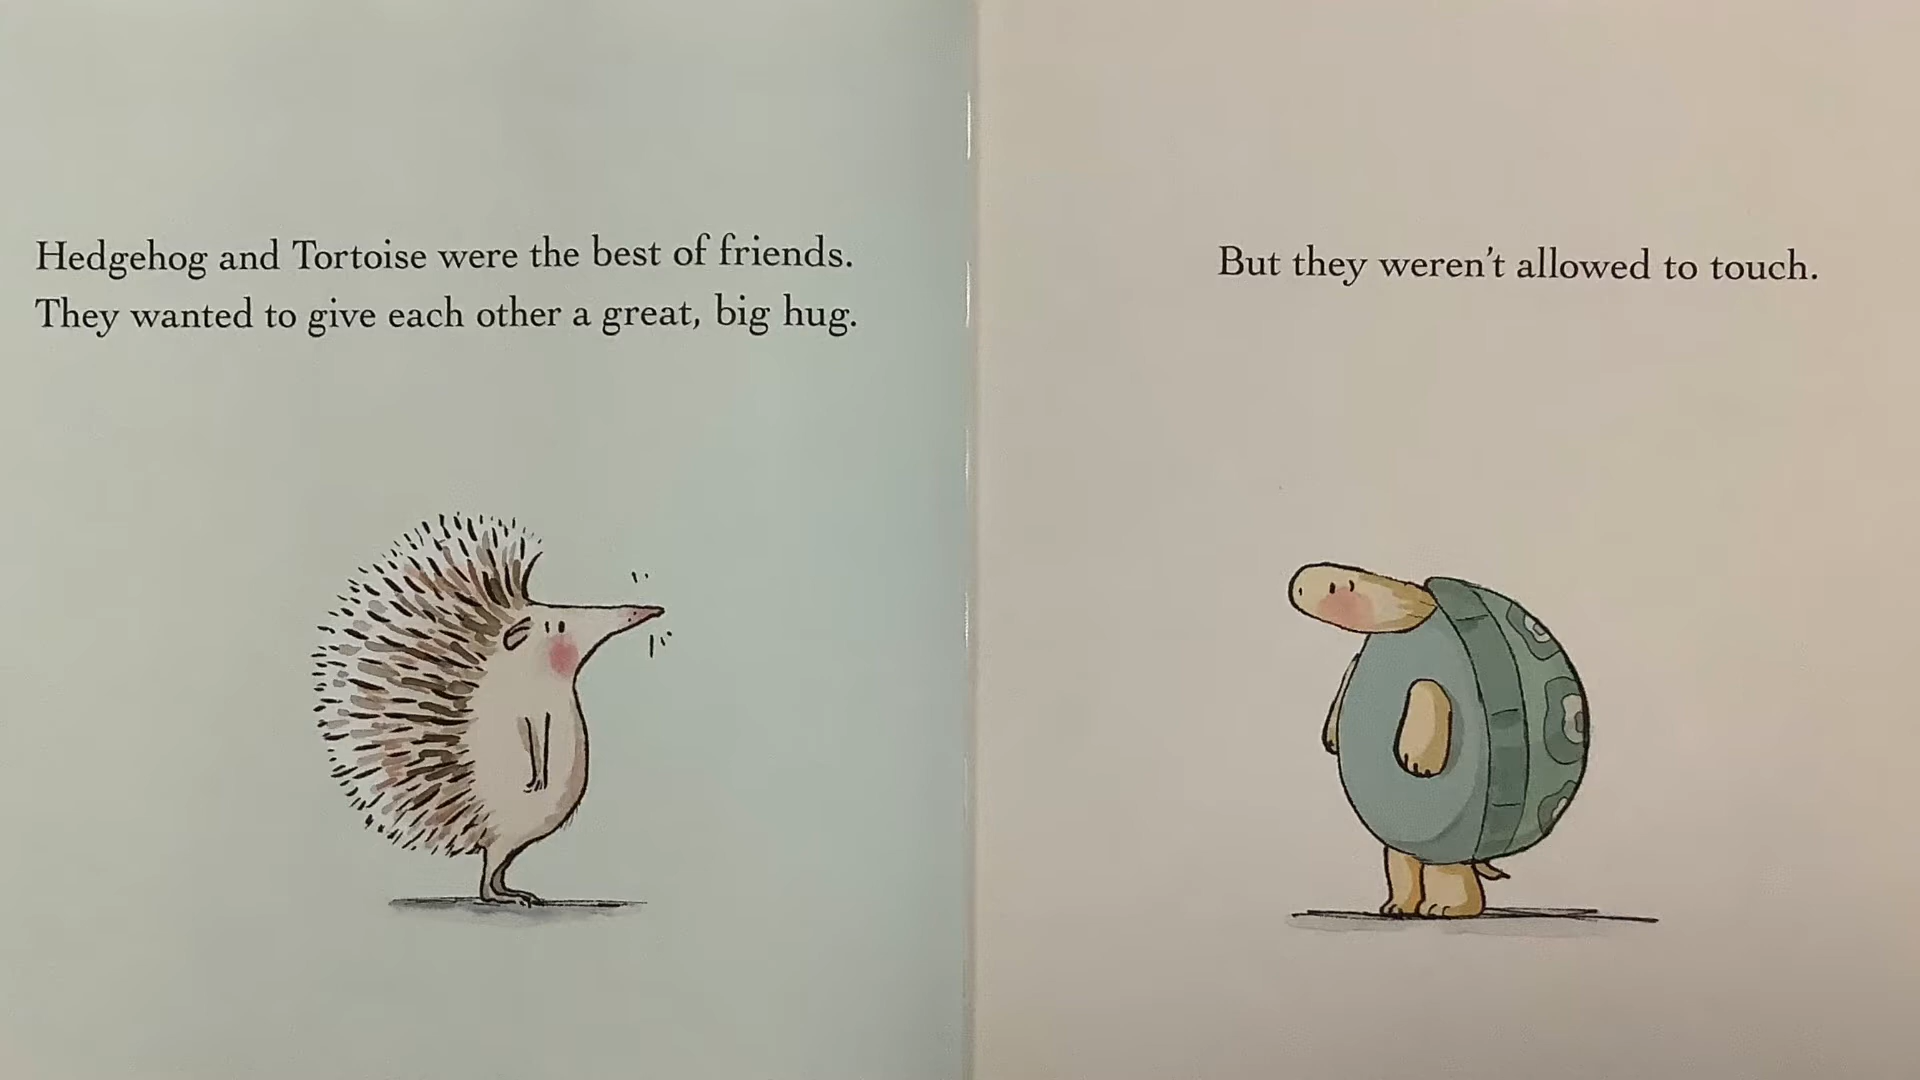 Hedgehog and Tortoise were the best of friends.
They wanted to give each other a great, big hug.
But they weren't allowed to touch.